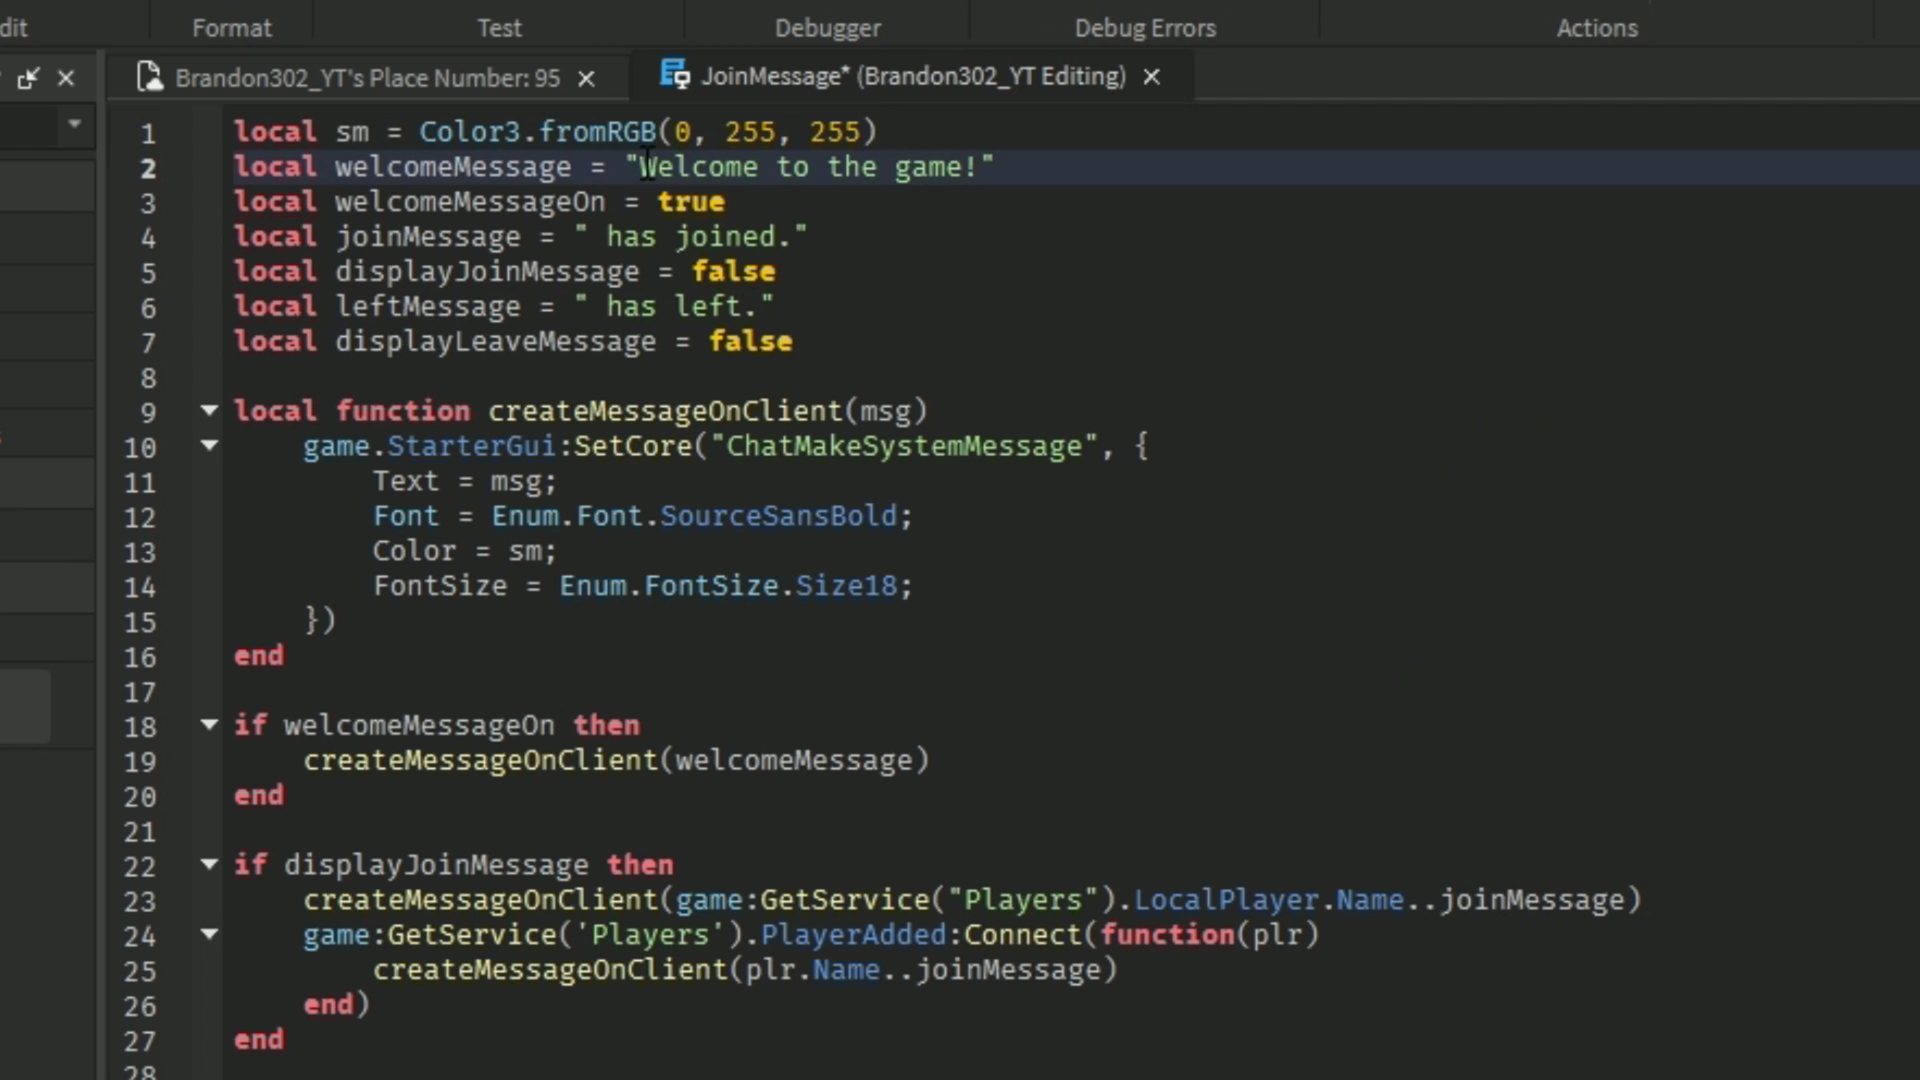 dit Format Test Debugger Debug Errors Actions
Brandon302_YT's Place Number: 95 JoinMessage* (Brandon302_YT Editing)
1 local sm = Color3.fromRGB(0, 255, 255)
2 local welcomeMessage = "Welcome to the game!"
3 local welcomeMessageOn = true
4 local joinMessage = " has joined."
5 local displayJoinMessage = false
6 local leftMessage = " has left."
7 local displayLeaveMessage = false
8
9 local function createMessageOnClient(msg)
10 game.StarterGui:SetCore("ChatMakeSystemMessage", {
11 Text = msg;
12 Font = Enum.Font.SourceSansBold;
13 Color = sm;
14 FontSize = Enum.FontSize.Size18;
15 })
16 end
17
18 if welcomeMessageOn then
19 createMessageOnClient(welcomeMessage)
20 end
21
22 if displayJoinMessage then
23 createMessageOnClient(game:GetService("Players").LocalPlayer.Name..joinMessage)
24 game:GetService('Players').PlayerAdded:Connect(function(plr)
25 createMessageOnClient(plr.Name..joinMessage)
26 end)
27 end
28